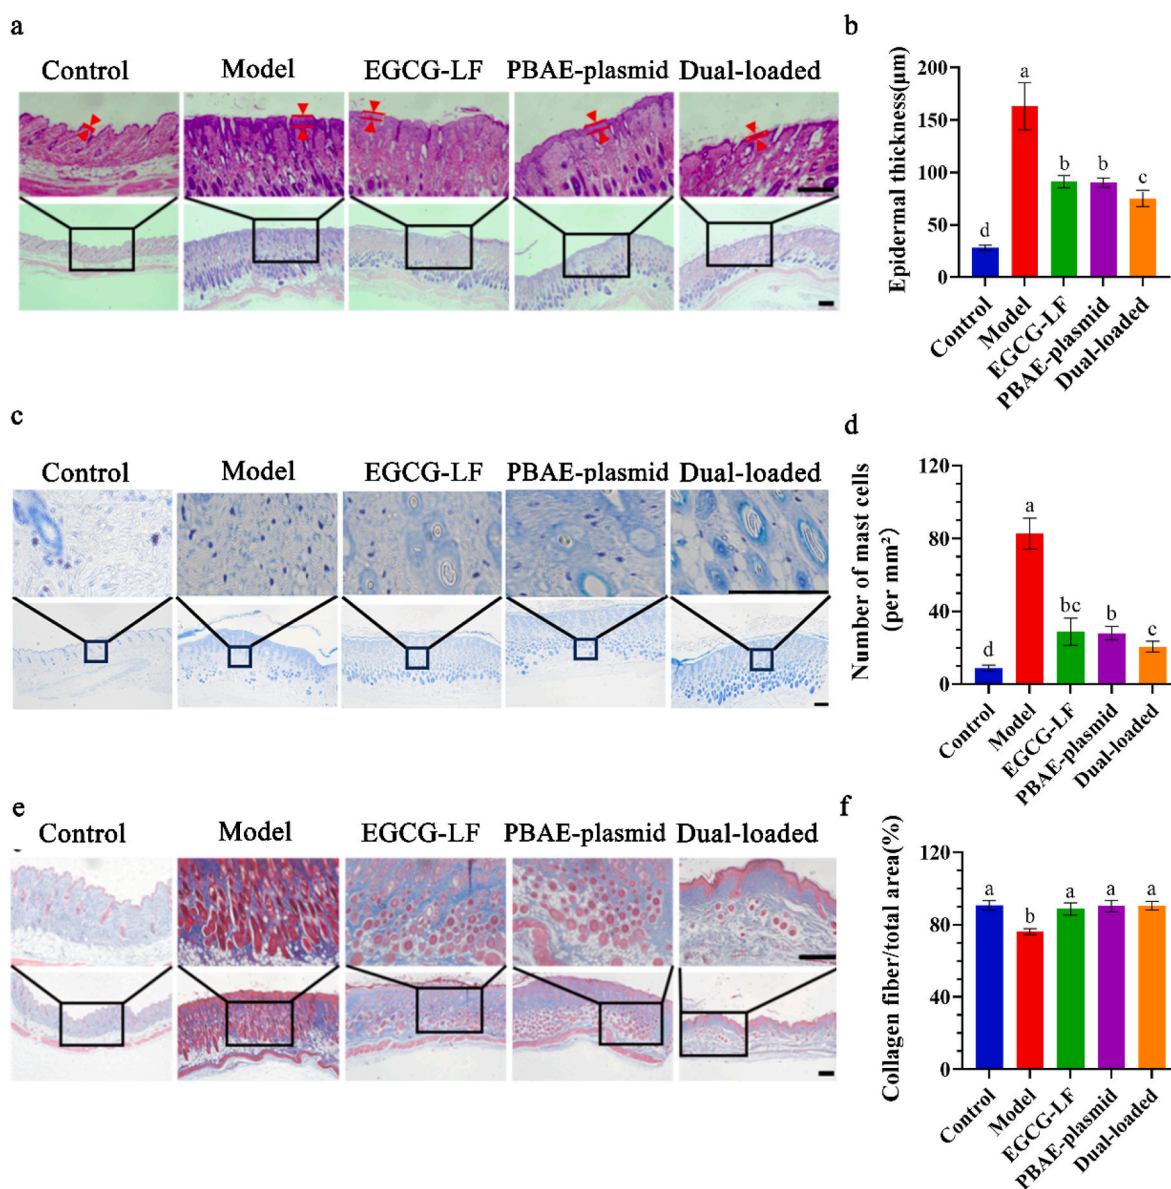 a
Control Model EGCG-LF PBAE-plasmid Dual-loaded
b
Epidermal thickness(μm)
200
150
100
50
0
d a b b c
Control Model EGCG-LF PBAE-plasmid Dual-loaded
c
Control Model EGCG-LF PBAE-plasmid Dual-loaded
d
Number of mast cells
(per mm²)
120
80
40
0
d a bc b c
Control Model EGCG-LF PBAE-plasmid Dual-loaded
e
Control Model EGCG-LF PBAE-plasmid Dual-loaded
f
Collagen fiber/total area(%)
120
80
40
0
a b a a a
Control Model EGCG-LF PBAE-plasmid Dual-loaded